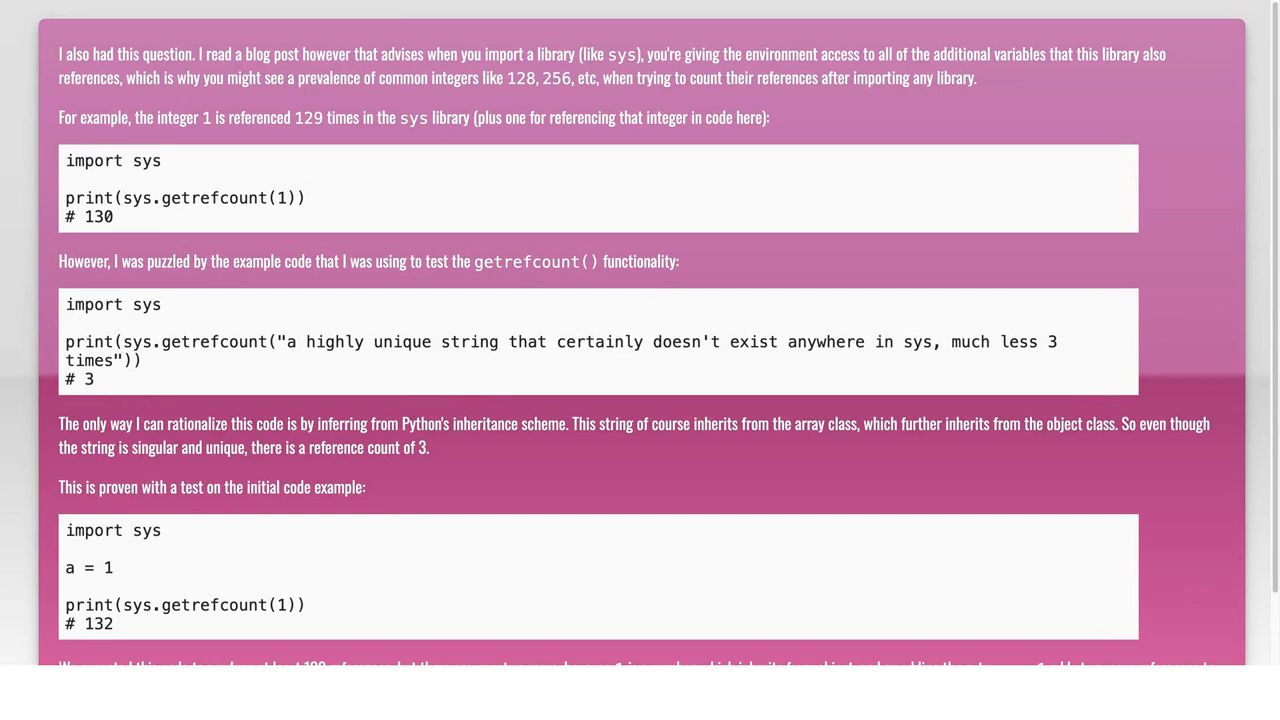 I also had this question. I read a blog post however that advises when you import a library (like sys), you're giving the environment access to all of the additional variables that this library also
references, which is why you might see a prevalence of common integers like 128, 256, etc, when trying to count their references after importing any library.
For example, the integer 1 is referenced 129 times in the sys library (plus one for referencing that integer in code here):
import sys
print(sys.getrefcount(1))
# 130
However, I was puzzled by the example code that I was using to test the getrefcount() functionality:
import sys
print(sys.getrefcount("a highly unique string that certainly doesn't exist anywhere in sys, much less 3
times"))
# 3
The only way I can rationalize this code is by inferring from Python's inheritance scheme. This string of course inherits from the array class, which further inherits from the object class. So even though
the string is singular and unique, there is a reference count of 3.
This is proven with a test on the initial code example:
import sys
a = 1
print(sys.getrefcount(1))
# 132